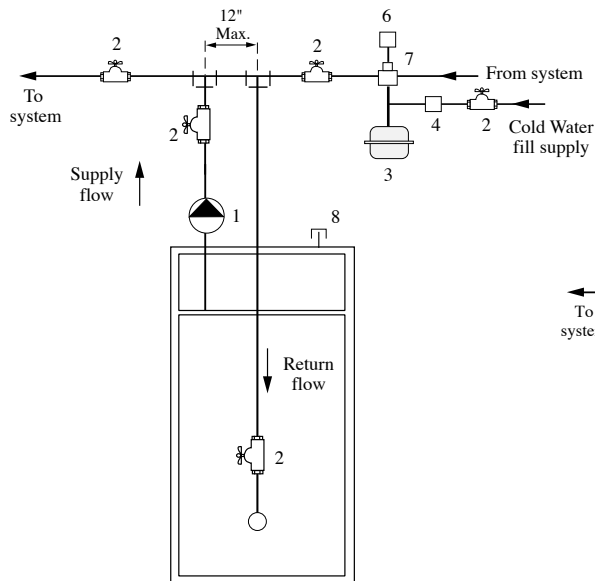 12"
Max.
6
2
2
7
From system
To
system
2
4
2
Cold Water
fill supply
3
Supply
flow
1
8
To
syste
Return
flow
2